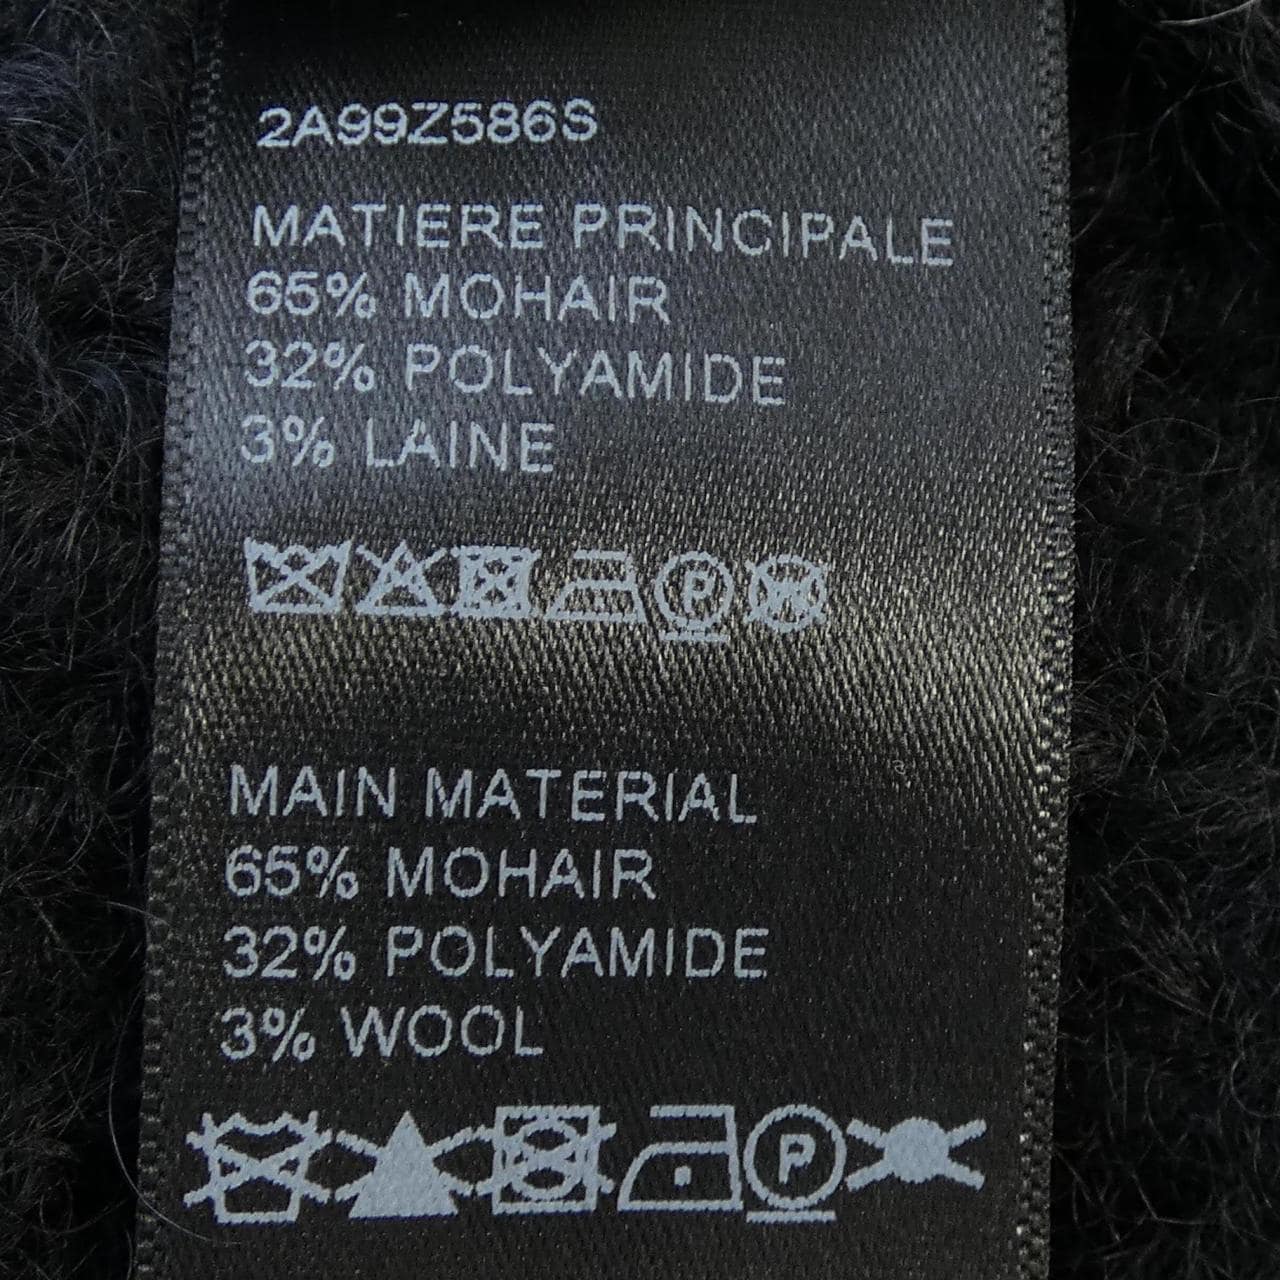 2A99Z586S
MATIERE PRINCIPALE
65% MOHAIR
32% POLYAMIDE
3% LAINE
P W
MAIN MATERIAL
65% MOHAIR
32% POLYAMIDE
3% WOOL
P